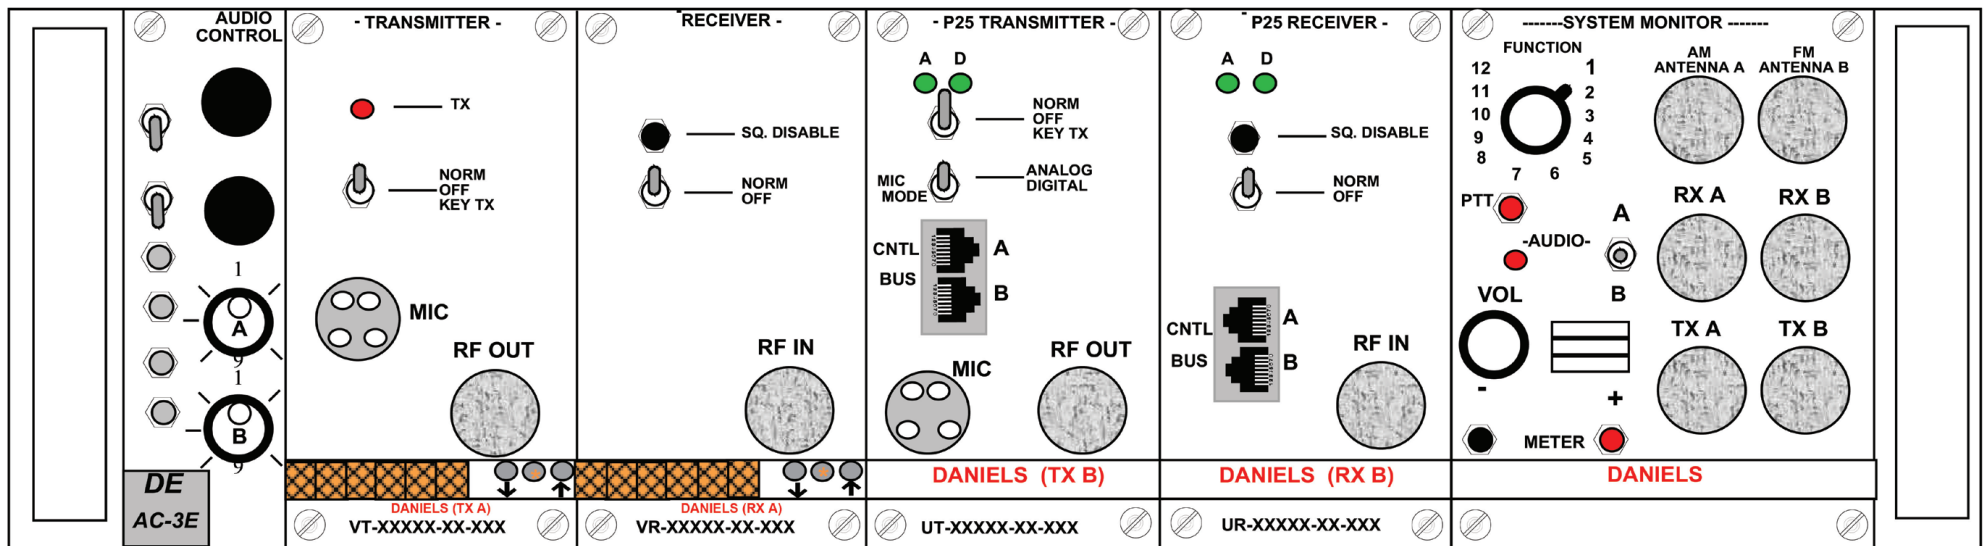 AUDIO
CONTROL
1
A
9
1
B
9
DE
AC-3E
- TRANSMITTER -
TX
NORM
OFF
KEY TX
MIC
RF OUT
DANIELS (TX A)
VT-XXXXX-XX-XXX
RECEIVER -
SQ. DISABLE
NORM
OFF
RF IN
DANIELS (RX A)
VR-XXXXX-XX-XXX
- P25 TRANSMITTER -
A D
NORM
OFF
KEY TX
MIC
MODE
ANALOG
DIGITAL
CNTL
BUS
A
B
MIC
RF OUT
DANIELS (TX B)
UT-XXXXX-XX-XXX
P25 RECEIVER -
A D
SQ. DISABLE
NORM
OFF
CNTL
BUS
A
B
RF IN
DANIELS (RX B)
UR-XXXXX-XX-XXX
-------SYSTEM MONITOR -------
FUNCTION
12 1
11 2
10 3
9 4
8 5
7 6
AM
ANTENNA A
FM
ANTENNA B
PTT
-AUDIO-
A
B
RX A
RX B
VOL
TX A
TX B
- +
METER
DANIELS